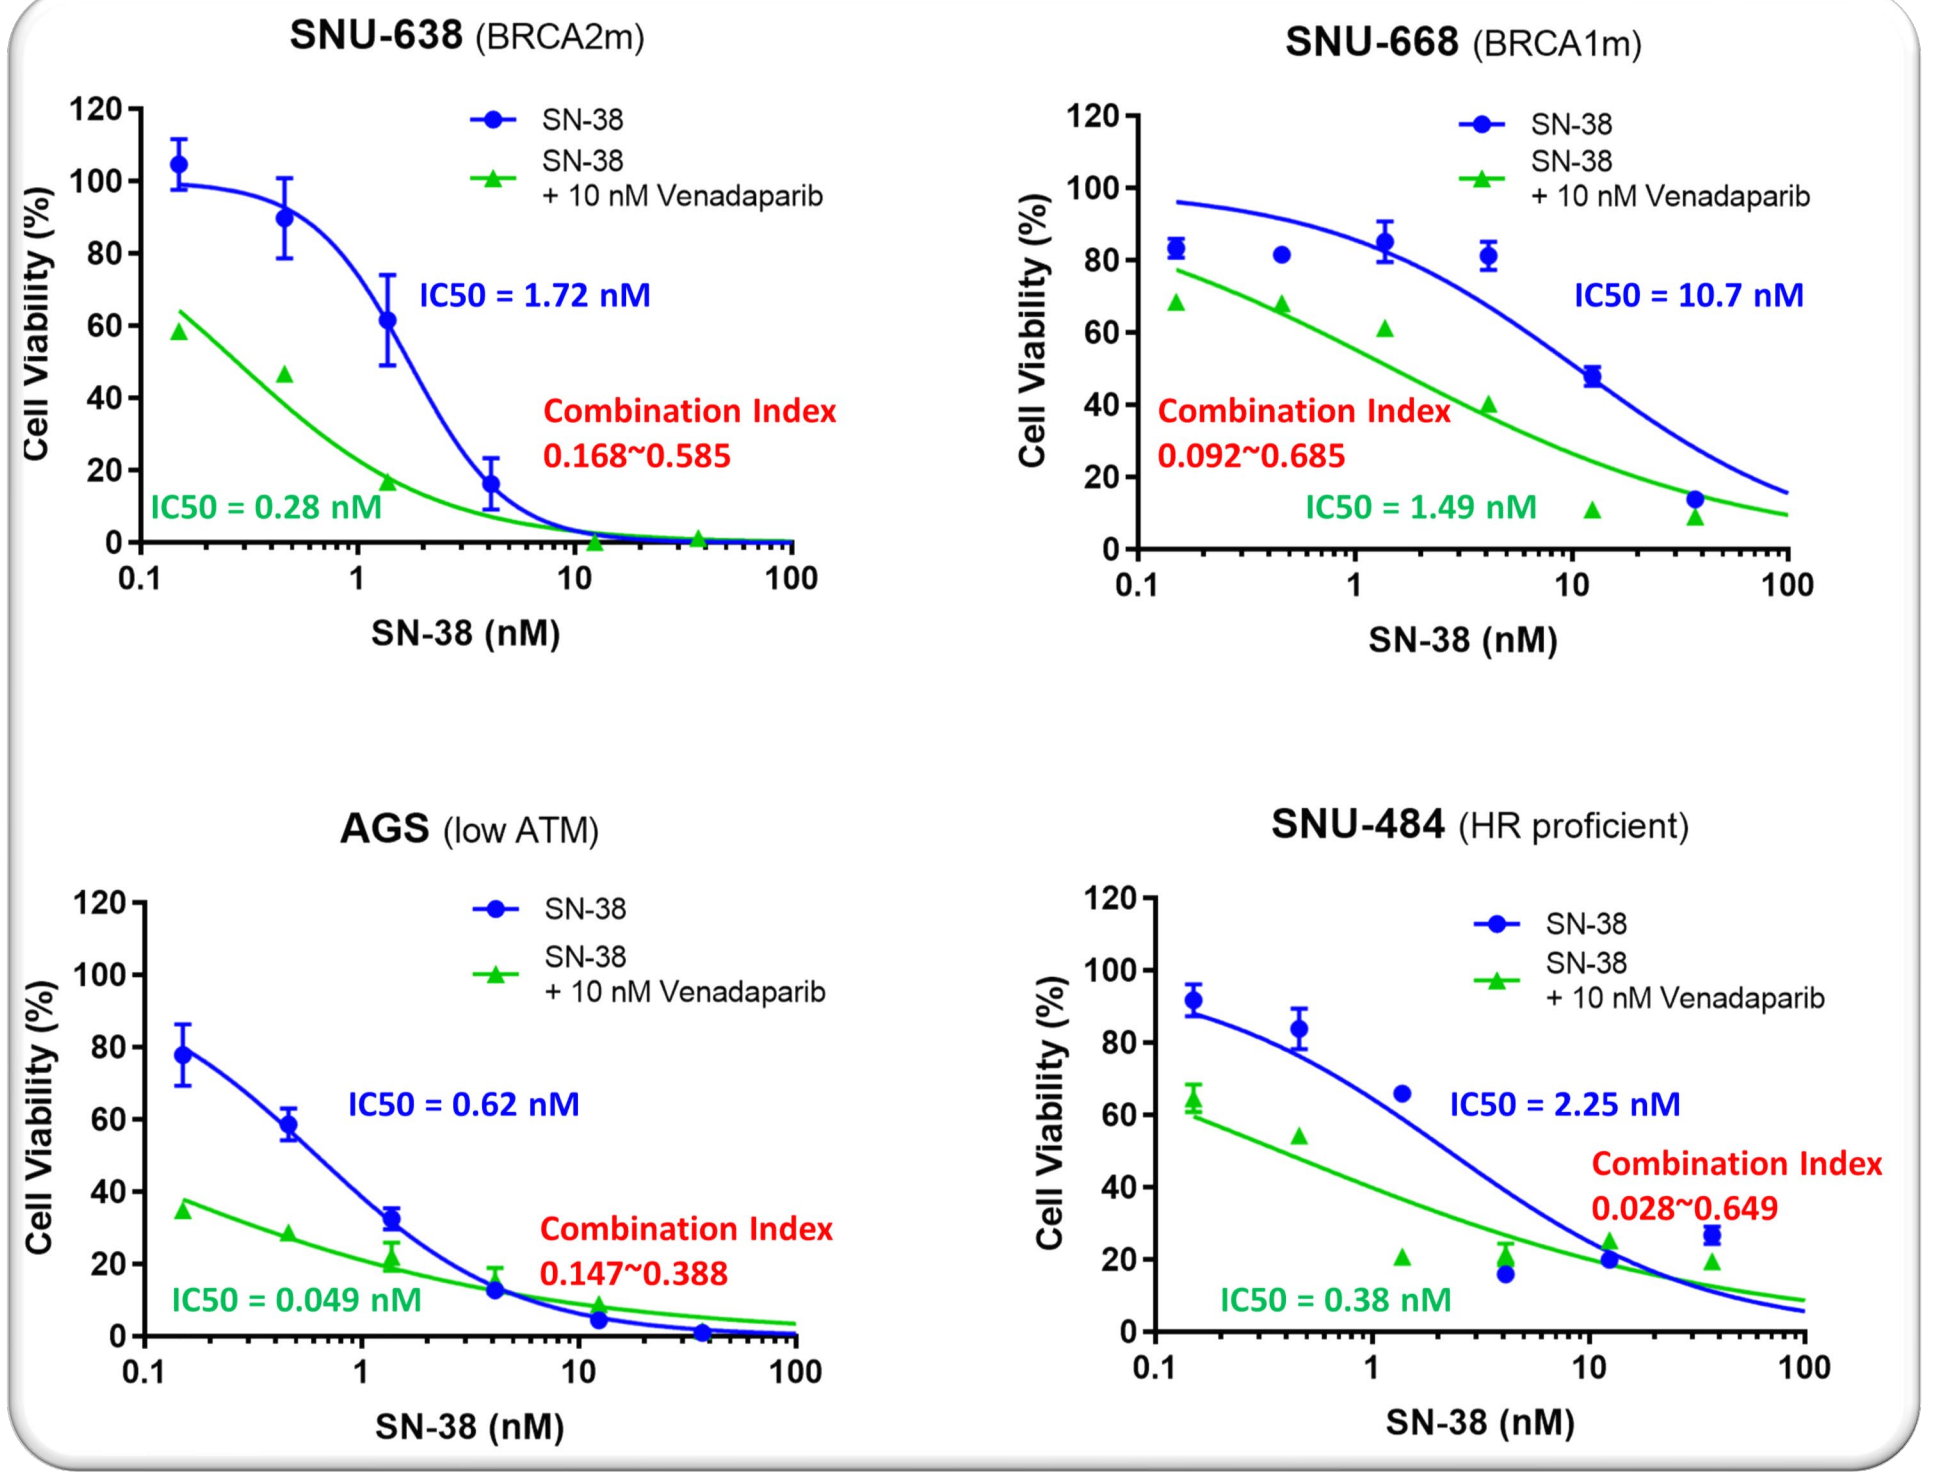 SNU-638 (BRCA2m)
120
100
80
60
40
20
0
Cell Viability (%)
SN-38
SN-38
+ 10 nM Venadaparib
IC50 = 1.72 nM
Combination Index
0.168~0.585
IC50 = 0.28 nM
0.1 1 10 100
SN-38 (nM)
SNU-668 (BRCA1m)
120
100
80
60
40
20
0
Cell Viability (%)
SN-38
SN-38
+ 10 nM Venadaparib
IC50 = 10.7 nM
Combination Index
0.092~0.685
IC50 = 1.49 nM
0.1 1 10 100
SN-38 (nM)
AGS (low ATM)
120
100
80
60
40
20
0
Cell Viability (%)
SN-38
SN-38
+ 10 nM Venadaparib
IC50 = 0.62 nM
Combination Index
0.147~0.388
IC50 = 0.049 nM
0.1 1 10 100
SN-38 (nM)
SNU-484 (HR proficient)
120
100
80
60
40
20
0
Cell Viability (%)
SN-38
SN-38
+ 10 nM Venadaparib
IC50 = 2.25 nM
Combination Index
0.028~0.649
IC50 = 0.38 nM
0.1 1 10 100
SN-38 (nM)